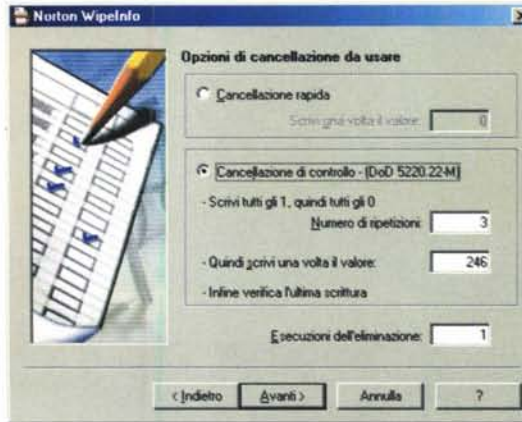 Norton WipeInfo
Opzioni di cancellazione da usare
Cancellazione rapida
Scrivi una volta il valore: 0
Cancellazione di controllo - (DoD 5220.22-M)
- Scrivi tutti gli 1, quindi tutti gli 0
Numero di ripetizioni: 3
- Quindi scrivi una volta il valore: 246
- Infine verifica l'ultima scrittura
Esecuzioni dell'eliminazione: 1
< Indietro Avanti > Annulla ?